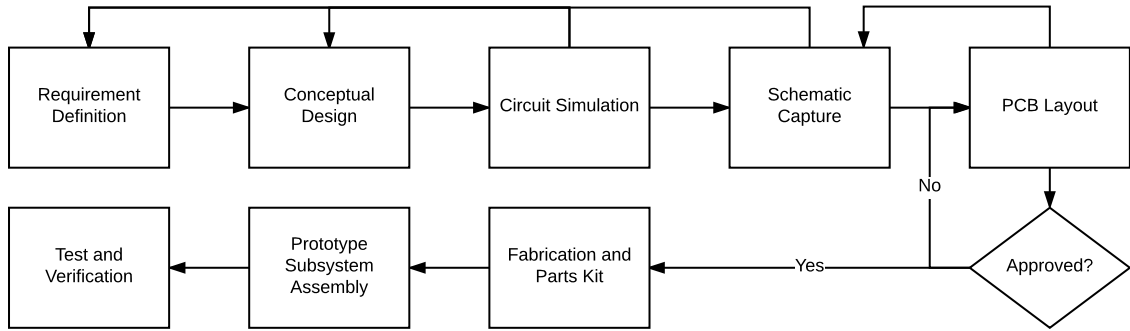 Requirement
Definition
Conceptual
Design
Circuit Simulation
Schematic
Capture
PCB Layout
No
Test and
Verification
Prototype
Subsystem
Assembly
Fabrication and
Parts Kit
Yes
Approved?